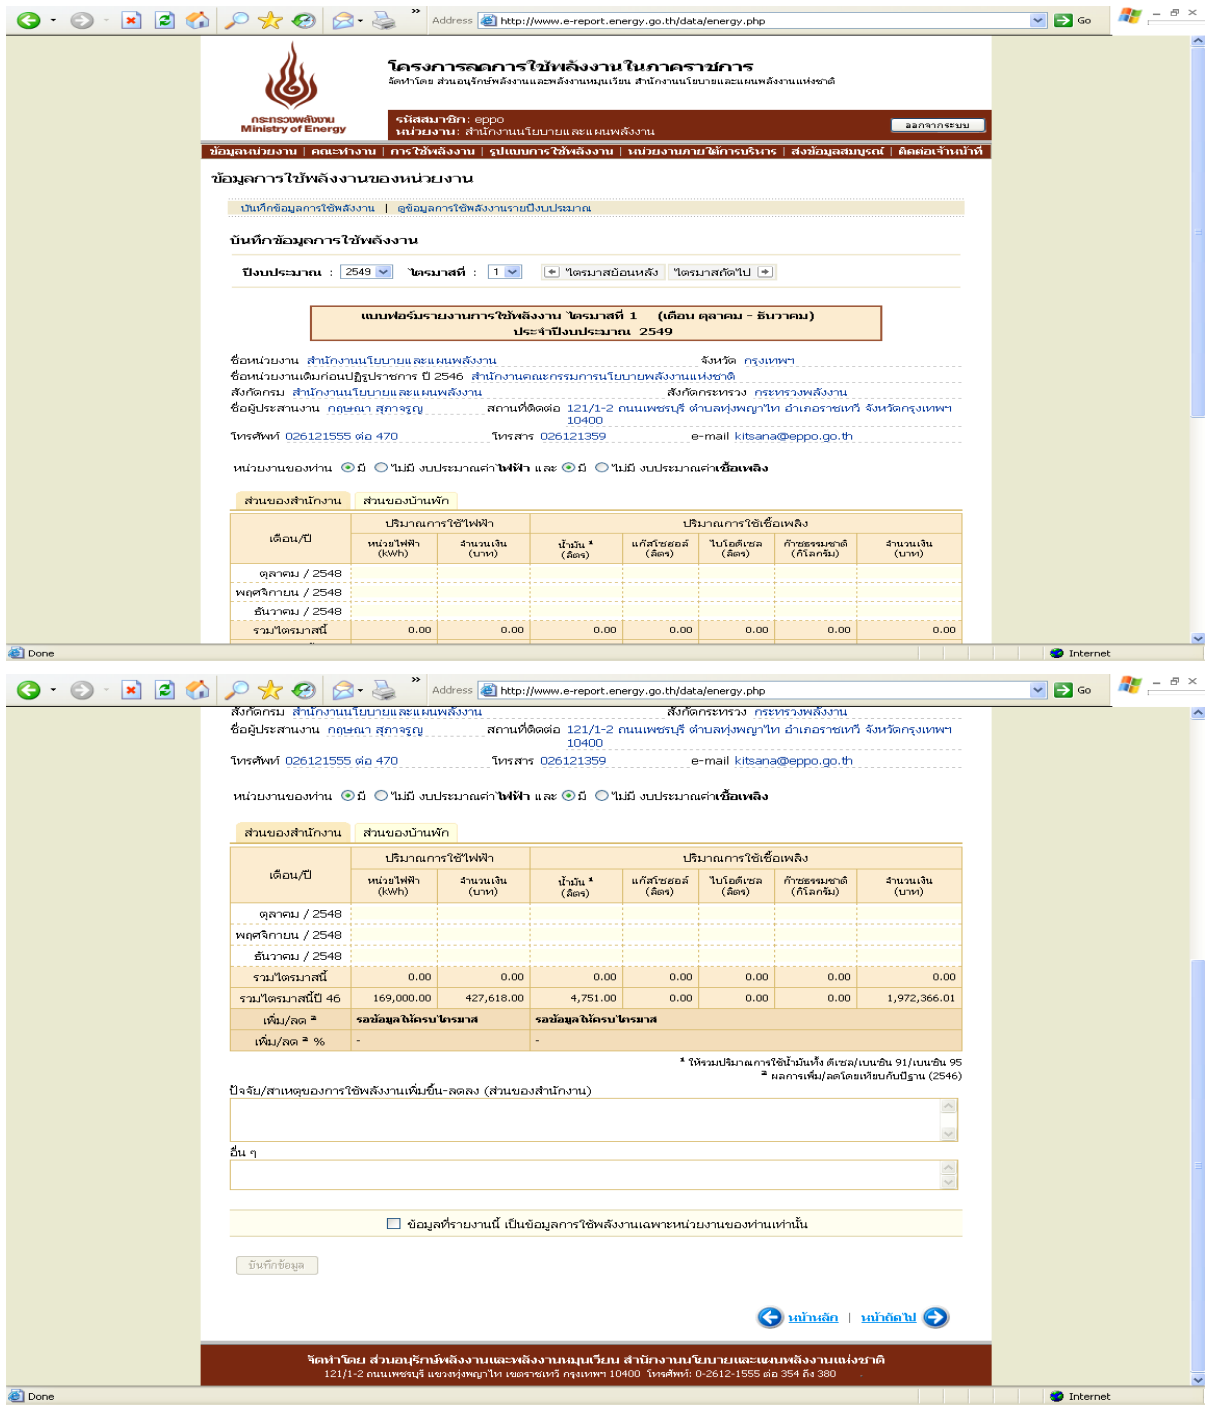 Address http://www.e-report.energy.go.th/data/energy.php Go
โครงการลดการใช้พลังงานในภาคราชการ
จัดทำโดย ส่วนอนุรักษ์พลังงานและพลังงานหมุนเวียน สำนักงานนโยบายและแผนพลังงานแห่งชาติ
กระทรวงพลังงาน
Ministry of Energy
รหัสสมาชิก: eppo
หน่วยงาน: สำนักงานนโยบายและแผนพลังงาน
ออกจากระบบ
ข้อมูลหน่วยงาน | คณะทำงาน | การใช้พลังงาน | รูปแบบการใช้พลังงาน | หน่วยงานภายใต้การบริหาร | ส่งข้อมูลสมบูรณ์ | ติดต่อเจ้าหน้าที่
ข้อมูลการใช้พลังงานของหน่วยงาน
บันทึกข้อมูลการใช้พลังงาน | ดูข้อมูลการใช้พลังงานรายปีงบประมาณ
บันทึกข้อมูลการใช้พลังงาน
ปีงบประมาณ : 2549 ไตรมาสที่ : 1 ไตรมาสย้อนหลัง ไตรมาสถัดไป
แบบฟอร์มรายงานการใช้พลังงาน ไตรมาสที่ 1 (เดือน ตุลาคม - ธันวาคม)
ประจำปีงบประมาณ 2549
ชื่อหน่วยงาน สำนักงานนโยบายและแผนพลังงาน จังหวัด กรุงเทพฯ
ชื่อหน่วยงานเดิมก่อนปฏิรูปราชการ ปี 2546 สำนักงานคณะกรรมการนโยบายพลังงานแห่งชาติ
สังกัดกรม สำนักงานนโยบายและแผนพลังงาน สังกัดกระทรวง กระทรวงพลังงาน
ชื่อผู้ประสานงาน กฤษณา สุภาจรูญ สถานที่ติดต่อ 121/1-2 ถนนเพชรบุรี ตำบลทุ่งพญาไท อำเภอราชเทวี จังหวัดกรุงเทพฯ
10400
โทรศัพท์ 026121555 ต่อ 470 โทรสาร 026121359 e-mail kitsana@eppo.go.th
หน่วยงานของท่าน มี ไม่มี งบประมาณค่าไฟฟ้า และ มี ไม่มี งบประมาณค่าเชื้อเพลิง
ส่วนของสำนักงาน ส่วนของบ้านพัก
เดือน/ปี ปริมาณการใช้ไฟฟ้า ปริมาณการใช้เชื้อเพลิง
หน่วยไฟฟ้า จำนวนเงิน น้ำมัน 1 แก๊สโซฮอล์ ไบโอดีเซล ก๊าซธรรมชาติ จำนวนเงิน
(kWh) (บาท) (ลิตร) (ลิตร) (ลิตร) (กิโลกรัม) (บาท)
ตุลาคม / 2548
พฤศจิกายน / 2548
ธันวาคม / 2548
รวมไตรมาสนี้ 0.00 0.00 0.00 0.00 0.00 0.00 0.00
Done Internet
Address http://www.e-report.energy.go.th/data/energy.php Go
สังกัดกรม สำนักงานนโยบายและแผนพลังงาน สังกัดกระทรวง กระทรวงพลังงาน
ชื่อผู้ประสานงาน กฤษณา สุภาจรูญ สถานที่ติดต่อ 121/1-2 ถนนเพชรบุรี ตำบลทุ่งพญาไท อำเภอราชเทวี จังหวัดกรุงเทพฯ
10400
โทรศัพท์ 026121555 ต่อ 470 โทรสาร 026121359 e-mail kitsana@eppo.go.th
หน่วยงานของท่าน มี ไม่มี งบประมาณค่าไฟฟ้า และ มี ไม่มี งบประมาณค่าเชื้อเพลิง
ส่วนของสำนักงาน ส่วนของบ้านพัก
เดือน/ปี ปริมาณการใช้ไฟฟ้า ปริมาณการใช้เชื้อเพลิง
หน่วยไฟฟ้า จำนวนเงิน น้ำมัน 1 แก๊สโซฮอล์ ไบโอดีเซล ก๊าซธรรมชาติ จำนวนเงิน
(kWh) (บาท) (ลิตร) (ลิตร) (ลิตร) (กิโลกรัม) (บาท)
ตุลาคม / 2548
พฤศจิกายน / 2548
ธันวาคม / 2548
รวมไตรมาสนี้ 0.00 0.00 0.00 0.00 0.00 0.00 0.00
รวมไตรมาสนี้ปี 46 169,000.00 427,618.00 4,751.00 0.00 0.00 0.00 1,972,366.01
เพิ่ม/ลด 2 รอข้อมูลให้ครบไตรมาส รอข้อมูลให้ครบไตรมาส
เพิ่ม/ลด 2 % - -
1 ให้รวมปริมาณการใช้น้ำมันทั้ง ดีเซล/เบนซิน 91/เบนซิน 95
2 ผลการเพิ่ม/ลดโดยเทียบกับปีฐาน (2546)
ปัจจัย/สาเหตุของการใช้พลังงานเพิ่มขึ้น-ลดลง (ส่วนของสำนักงาน)
อื่น ๆ
ข้อมูลที่รายงานนี้ เป็นข้อมูลการใช้พลังงานเฉพาะหน่วยงานของท่านเท่านั้น
บันทึกข้อมูล
หน้าหลัก | หน้าถัดไป
จัดทำโดย ส่วนอนุรักษ์พลังงานและพลังงานหมุนเวียน สำนักงานนโยบายและแผนพลังงานแห่งชาติ
121/1-2 ถนนเพชรบุรี แขวงทุ่งพญาไท เขตราชเทวี กรุงเทพฯ 10400 โทรศัพท์: 0-2612-1555 ต่อ 354 ถึง 380
Done Internet